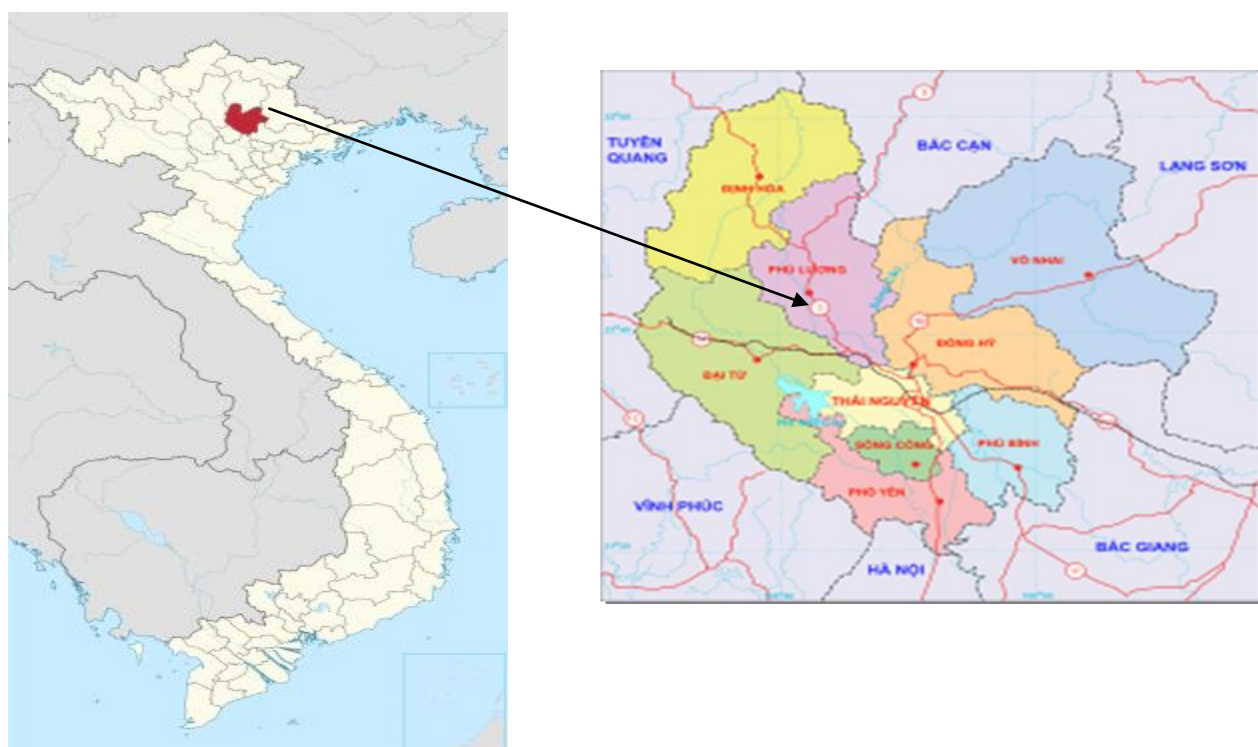 TUYÊN
QUANG
BẮC CẠN
LẠNG SƠN
ĐỊNH HÓA
PHÚ LƯƠNG
VÕ NHAI
ĐỒNG HỶ
ĐẠI TỪ
THÁI NGUYÊN
SÔNG CÔNG
PHÚ BÌNH
PHỔ YÊN
VĨNH PHÚC
BẮC GIANG
HÀ NỘI